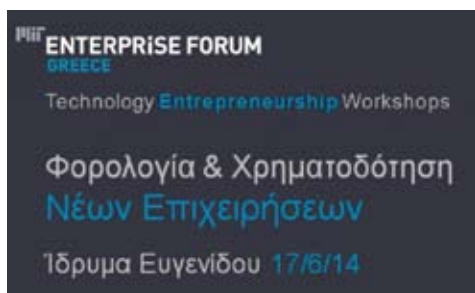 MIT ENTERPRiSE FORUM
GREECE
Technology Entrepreneurship Workshops
Φορολογία & Χρηματοδότηση
Νέων Επιχειρήσεων
Ίδρυμα Ευγενίδου 17/6/14